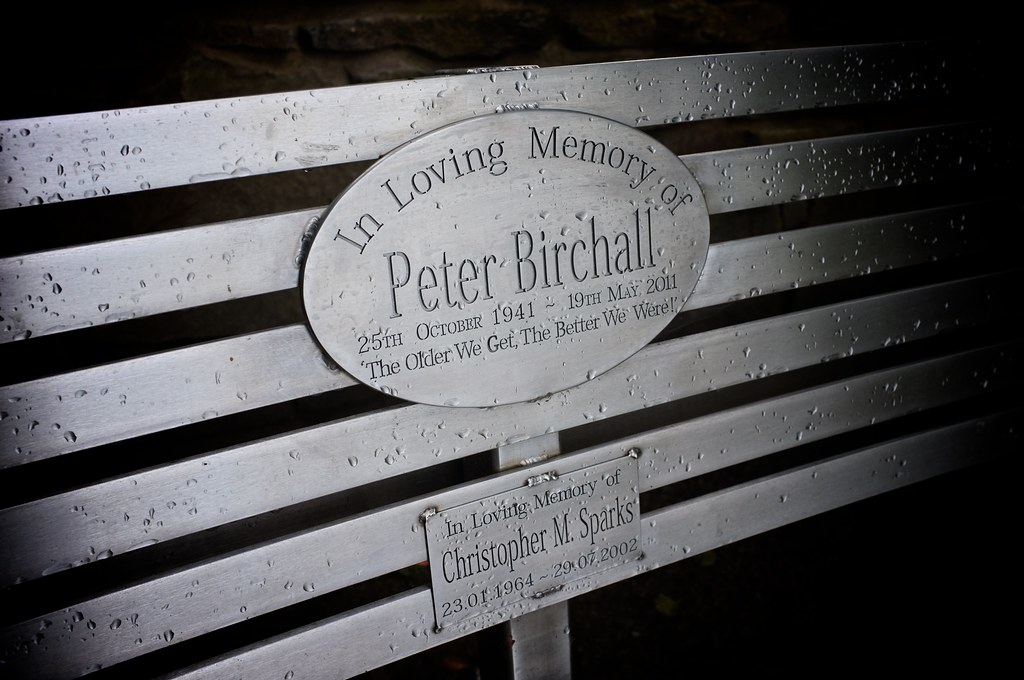 In Loving Memory of
Peter Birchall
25TH OCTOBER 1941 ~ 19TH MAY 2011
'The Older We Get, The Better We Were!'
In Loving Memory of
Christopher M. Sparks
23.01.1964 ~ 29.07.2002